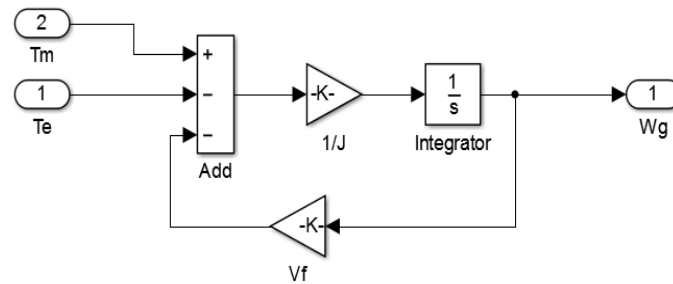 2
Tm
1
Te
+
−
−
Add
-K-
1/J
1
s
Integrator
1
Wg
-K-
Vf